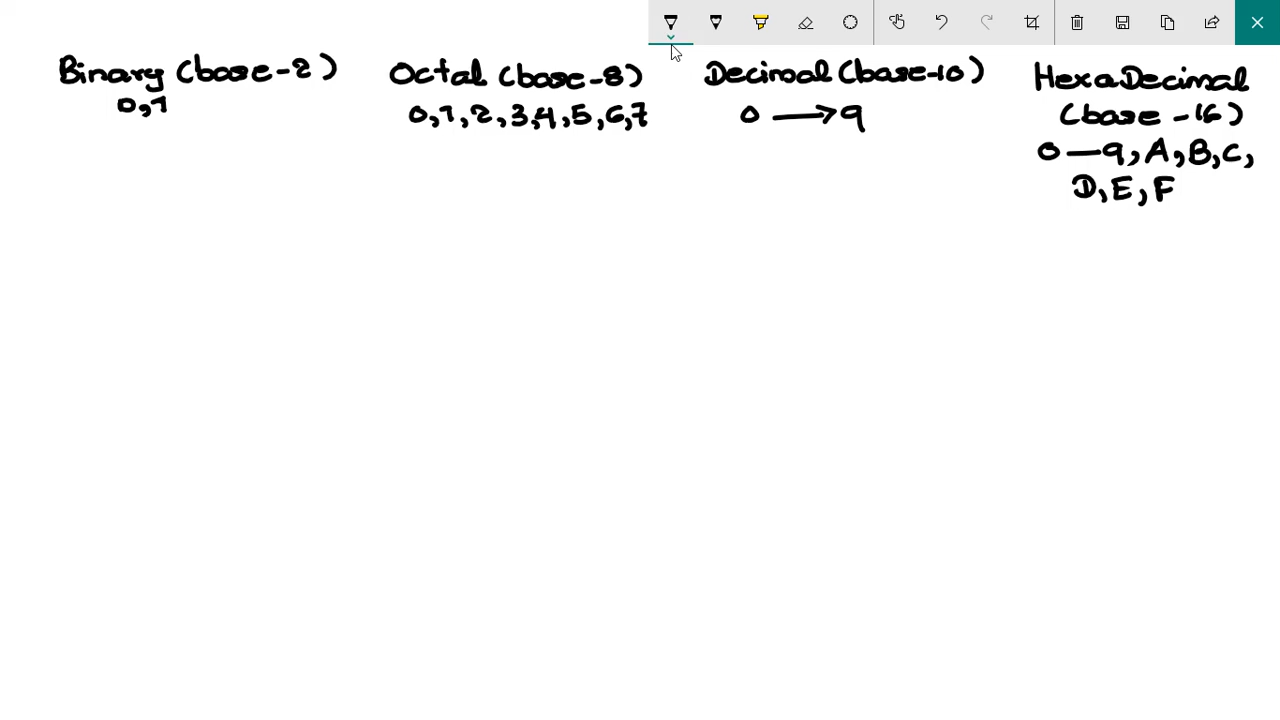 Binary (base-2)
0,1
Octal (base-8)
0,1,2,3,4,5,6,7
Decimal (base-10)
0 → 9
HexaDecimal
(base-16)
0 — 9, A, B, C,
D, E, F